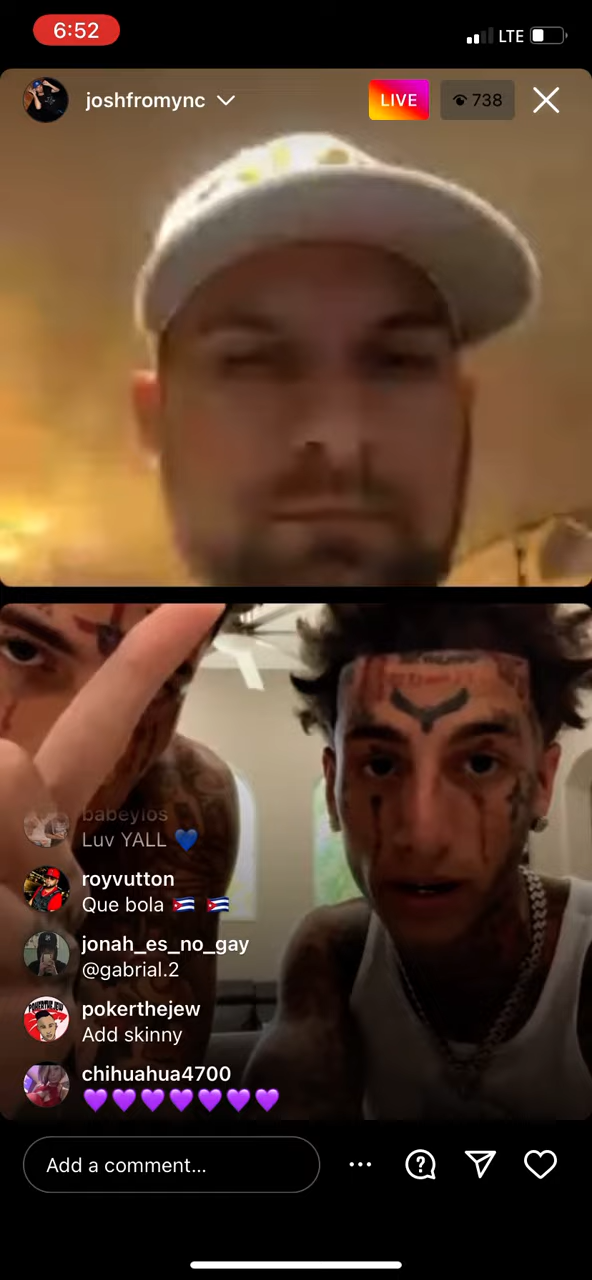 6:52
LTE
joshfromync
LIVE
738
babeylos
Luv YALL 💙
royvutton
Que bola 🇨🇺 🇨🇺
jonah_es_no_gay
@gabrial.2
pokerthejew
Add skinny
chihuahua4700
💜💜💜💜💜💜💜
Add a comment...